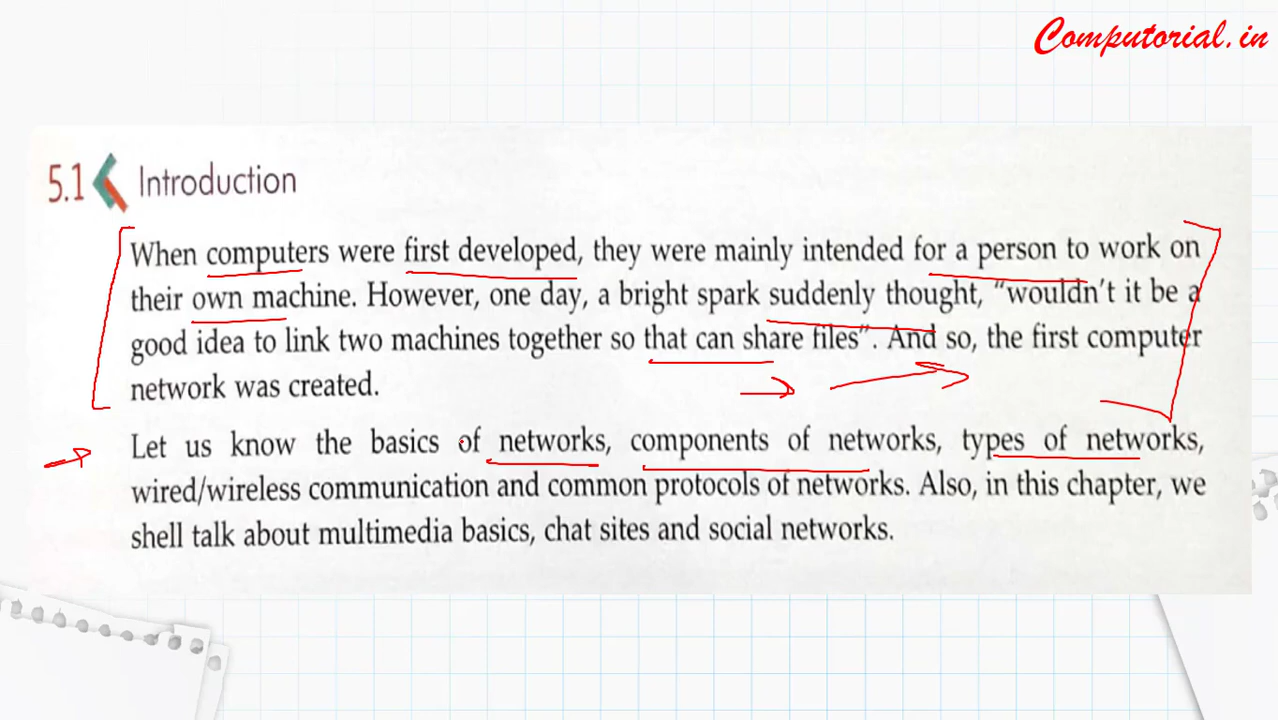 Computorial.in
5.1 Introduction
When computers were first developed, they were mainly intended for a person to work on
their own machine. However, one day, a bright spark suddenly thought, “wouldn’t it be a
good idea to link two machines together so that can share files”. And so, the first computer
network was created.
Let us know the basics of networks, components of networks, types of networks,
wired/wireless communication and common protocols of networks. Also, in this chapter, we
shell talk about multimedia basics, chat sites and social networks.